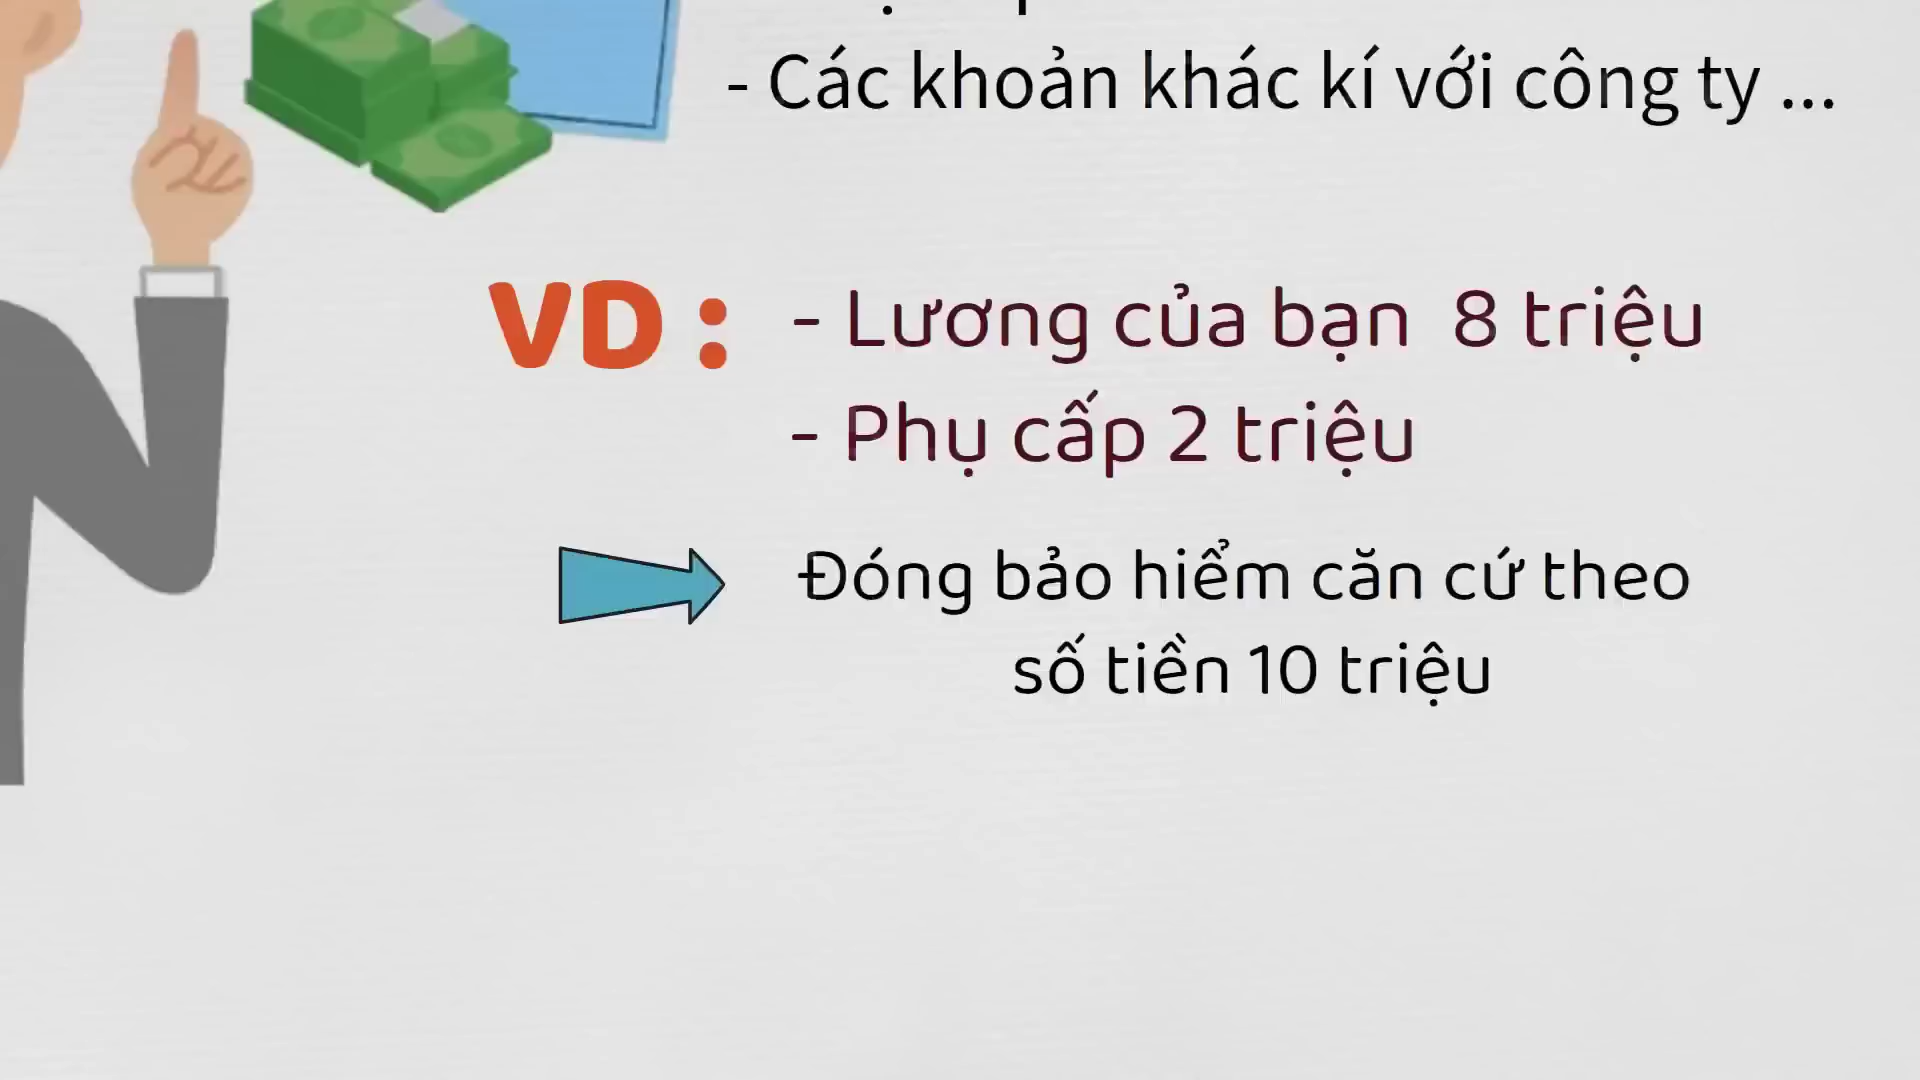 - Các khoản khác kí với công ty ...
VD : - Lương của bạn 8 triệu
- Phụ cấp 2 triệu
Đóng bảo hiểm căn cứ theo
số tiền 10 triệu